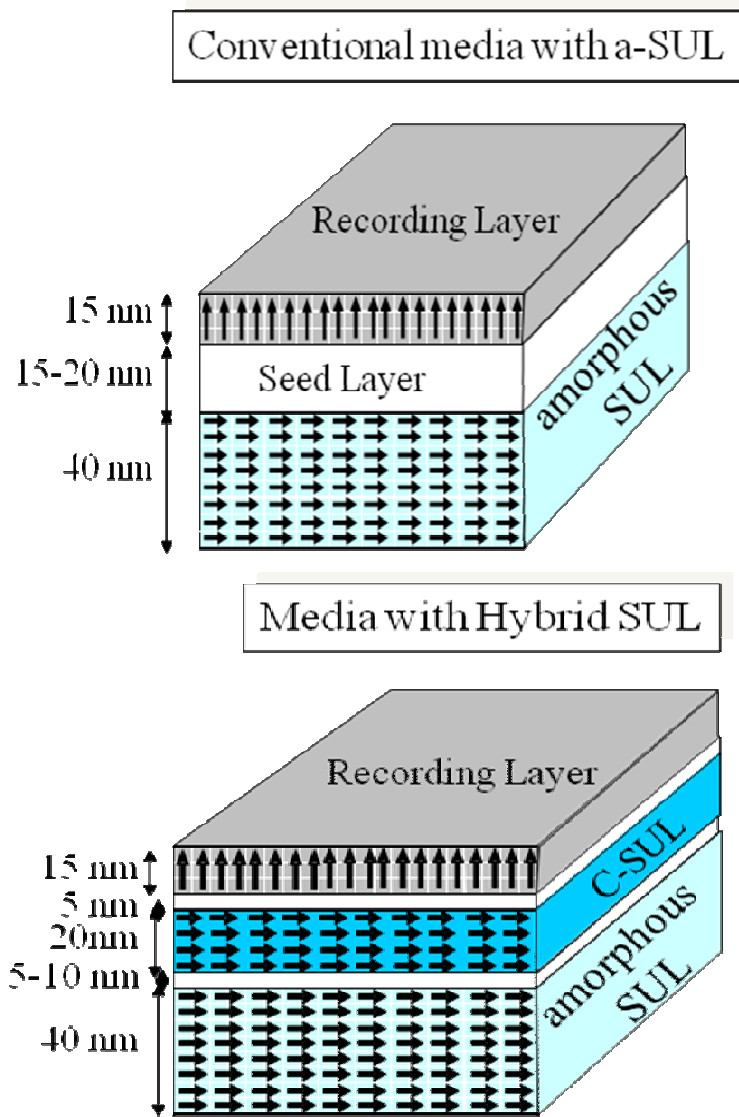 Conventional media with a-SUL
Recording Layer
15 nm
15-20 nm
Seed Layer
amorphous
SUL
40 nm
Media with Hybrid SUL
Recording Layer
15 nm
C-SUL
5 nm
20nm
5-10 nm
amorphous
SUL
40 nm